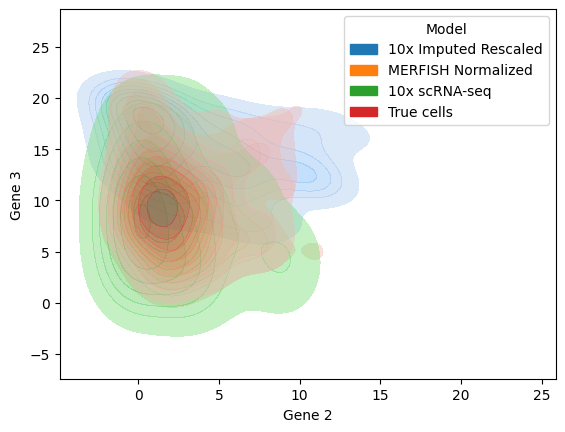 Model
10x Imputed Rescaled
MERFISH Normalized
10x scRNA-seq
True cells
25
20
15
10
5
0
−5
Gene 3
0
5
10
15
20
25
Gene 2